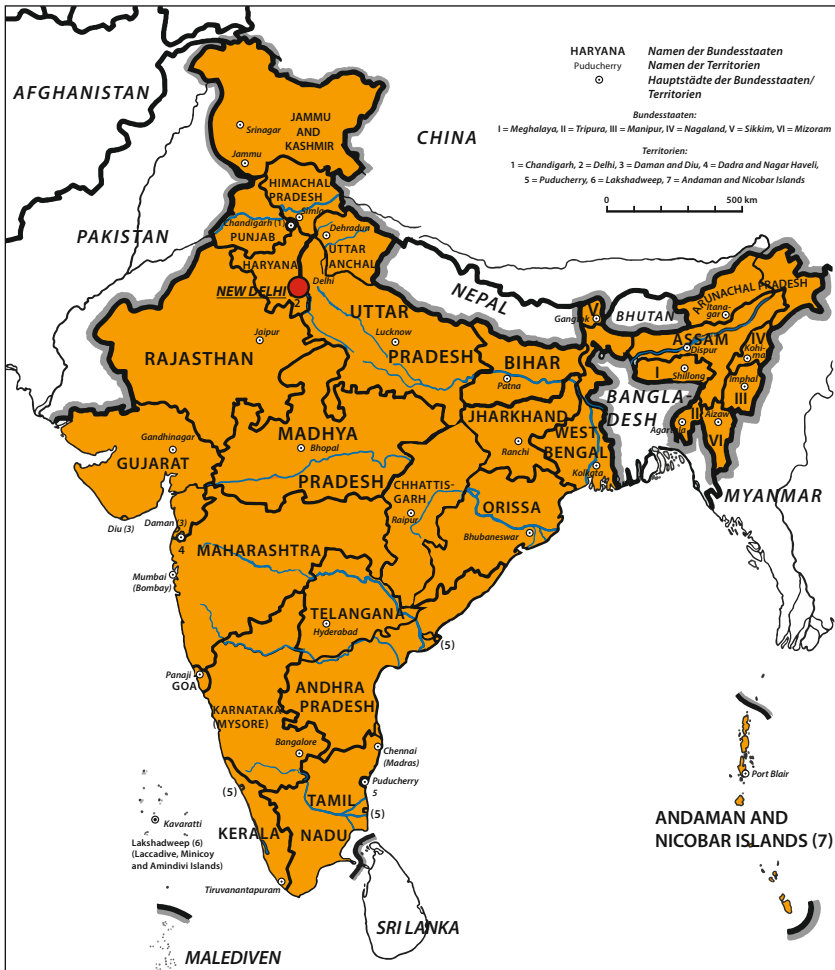 HARYANA Namen der Bundesstaaten
Puducherry Namen der Territorien
Hauptstädte der Bundesstaaten/
Territorien
Bundesstaaten:
I = Meghalaya, II = Tripura, III = Manipur, IV = Nagaland, V = Sikkim, VI = Mizoram
Territorien:
1 = Chandigarh, 2 = Delhi, 3 = Daman and Diu, 4 = Dadra and Nagar Haveli,
5 = Puducherry, 6 = Lakshadweep, 7 = Andaman and Nicobar Islands
0 500 km
AFGHANISTAN
CHINA
PAKISTAN
NEPAL
BHUTAN
BANGLA-
DESH
MYANMAR
SRI LANKA
MALEDIVEN
Srinagar
JAMMU
AND
KASHMIR
Jammu
HIMACHAL
PRADESH
Simla
Chandigarh (1)
PUNJAB
Dehradun
UTTAR
ANCHAL
HARYANA
Delhi
NEW DELHI
2
UTTAR
PRADESH
Lucknow
Jaipur
RAJASTHAN
BIHAR
Patna
Gangtok
V
ARUNACHAL PRADESH
Itana-
gar
ASSAM
Dispur
IV
Kohi-
ma
I
Shillong
Imphal
III
II
Agartala
Aizaw
VI
JHARKHAND
Ranchi
WEST
BENGAL
Kolkata
MADHYA
Bhopal
PRADESH
Gandhinagar
GUJARAT
CHHATTIS-
GARH
Raipur
ORISSA
Bhubaneswar
Diu (3)
Daman (3)
4
MAHARASHTRA
Mumbai
(Bombay)
TELANGANA
Hyderabad
(5)
Panaji
GOA
KARNATAKA
(MYSORE)
ANDHRA
PRADESH
Bangalore
Chennai
(Madras)
Puducherry
5
(5)
(5)
TAMIL
NADU
KERALA
Kavaratti
Lakshadweep (6)
(Laccadive, Minicoy
and Amindivi Islands)
Tiruvanantapuram
Port Blair
ANDAMAN AND
NICOBAR ISLANDS (7)